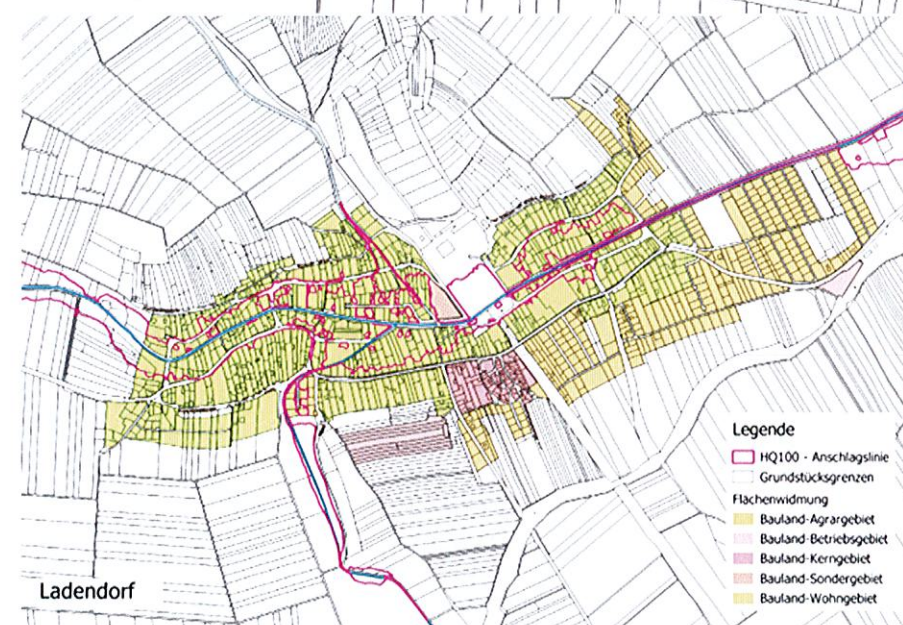 Legende
HQ100 - Anschlagslinie
Grundstücksgrenzen
Flächenwidmung
Bauland-Agrargebiet
Bauland-Betriebsgebiet
Bauland-Kerngebiet
Bauland-Sondergebiet
Bauland-Wohngebiet
Ladendorf